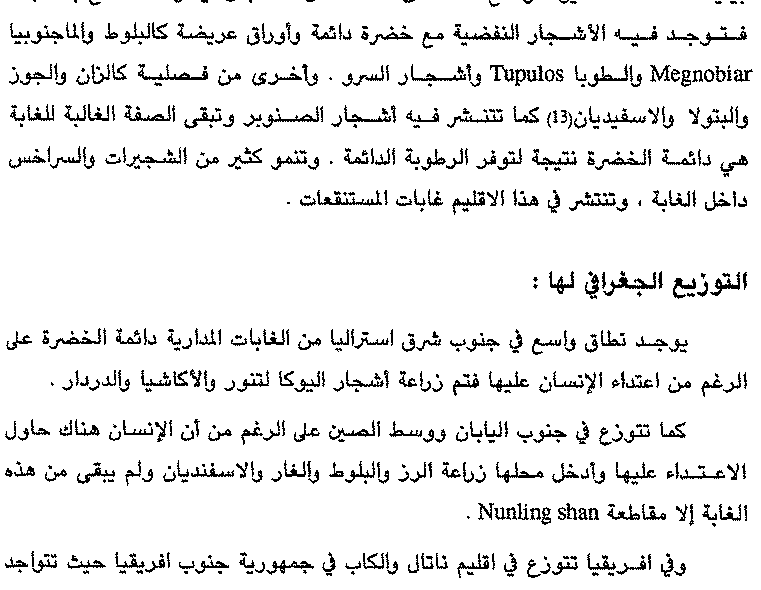 فتوجد فيه الأشجار النفضية مع خضرة دائمة وأوراق عريضة كالبلوط والماجنوبيا
Megnobiar والطوبا Tupulos وأشجار السرو . وأخرى من فصلية كالزان والجوز
والبتولا والاسفيديان(13) كما تنتشر فيه أشجار الصنوبر وتبقى الصفة الغالبة للغابة
هي دائمة الخضرة نتيجة لتوفر الرطوبة الدائمة . وتنمو كثير من الشجيرات والسراخس
داخل الغابة ، وتنتشر في هذا الاقليم غابات المستنقعات .
التوزيع الجغرافي لها :
يوجد نطاق واسع في جنوب شرق استراليا من الغابات المدارية دائمة الخضرة على
الرغم من اعتداء الإنسان عليها فتم زراعة أشجار اليوكا لتنور والأكاشيا والدردار .
كما تتوزع في جنوب اليابان ووسط الصين على الرغم من أن الإنسان هناك حاول
الاعتداء عليها وأدخل محلها زراعة الرز والبلوط والغار والاسفنديان ولم يبقى من هذه
الغابة إلا مقاطعة Nunling shan .
وفي افريقيا تتوزع في اقليم ناتال والكاب في جمهورية جنوب افريقيا حيث تتواجد